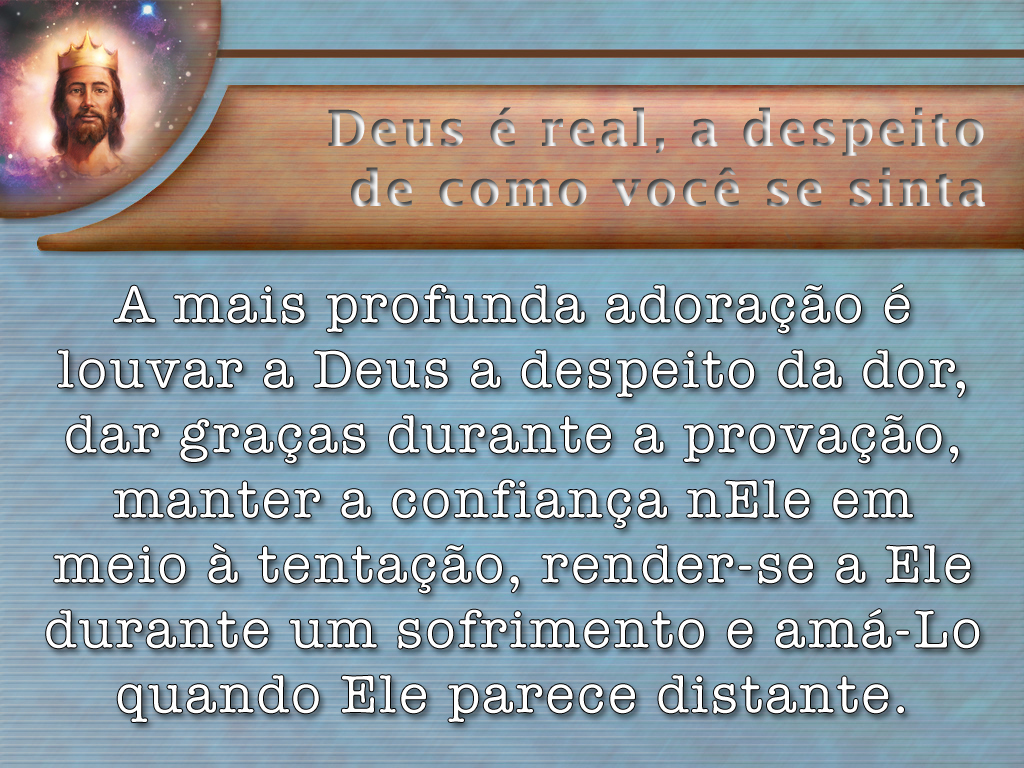 Deus é real, a despeito
de como você se sinta
A mais profunda adoração é
louvar a Deus a despeito da dor,
dar graças durante a provação,
manter a confiança nEle em
meio à tentação, render-se a Ele
durante um sofrimento e amá-Lo
quando Ele parece distante.